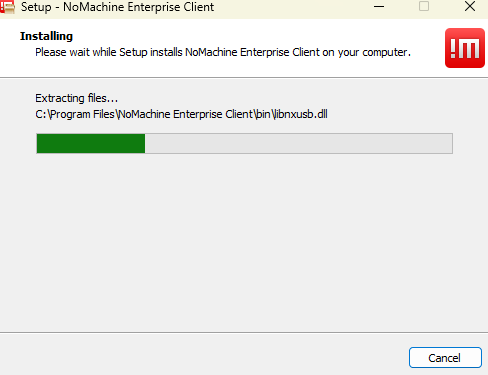 Setup - NoMachine Enterprise Client
Installing
Please wait while Setup installs NoMachine Enterprise Client on your computer.
!M
Extracting files...
C:\Program Files\NoMachine Enterprise Client\bin\libnxusb.dll
Cancel